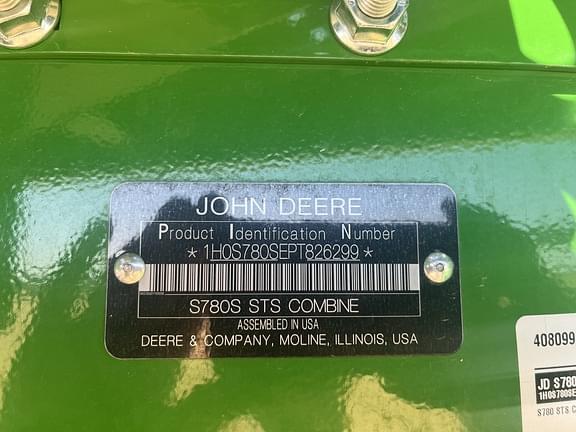 JOHN DEERE
Product Identification Number
*1H0S780SEPT826299*
S780S STS COMBINE
ASSEMBLED IN USA
DEERE & COMPANY, MOLINE, ILLINOIS, USA
408099
JD S780
1H0S780SE
S780 STS C